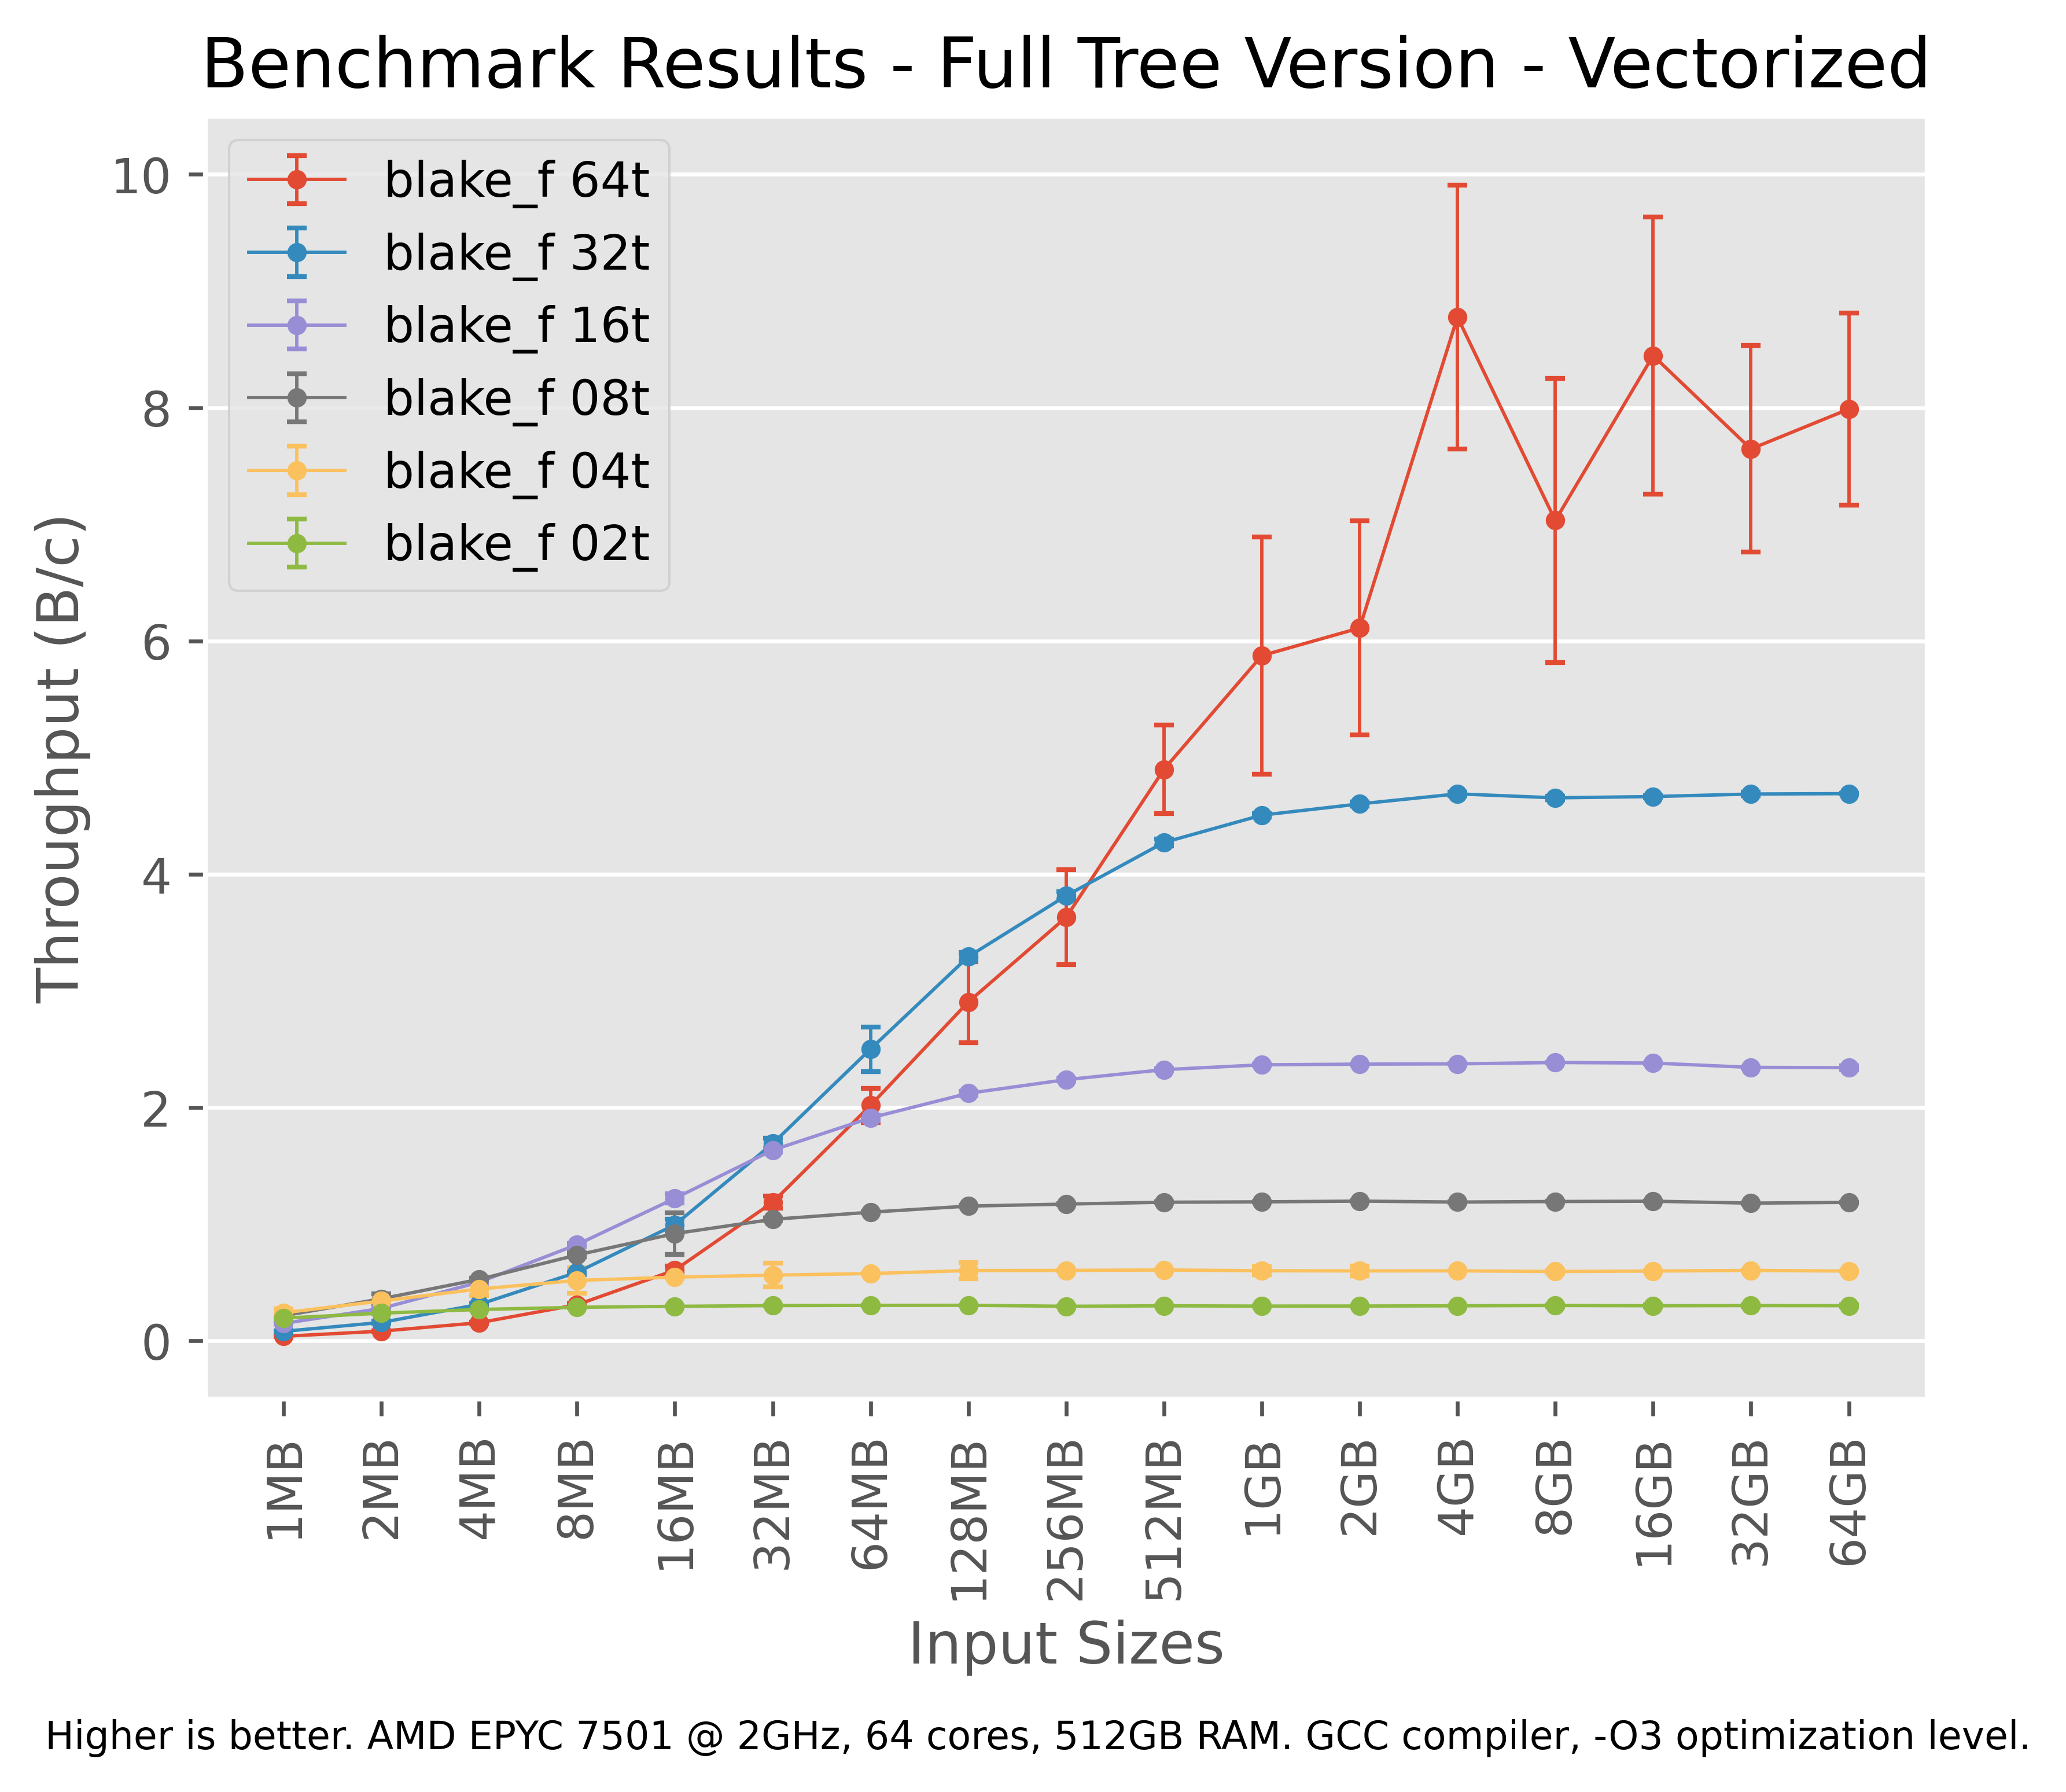 Benchmark Results - Full Tree Version - Vectorized
blake_f 64t
blake_f 32t
blake_f 16t
blake_f 08t
blake_f 04t
blake_f 02t
Throughput (B/c)
10
8
6
4
2
0
1MB
2MB
4MB
8MB
16MB
32MB
64MB
128MB
256MB
512MB
1GB
2GB
4GB
8GB
16GB
32GB
64GB
Input Sizes
Higher is better. AMD EPYC 7501 @ 2GHz, 64 cores, 512GB RAM. GCC compiler, -O3 optimization level.